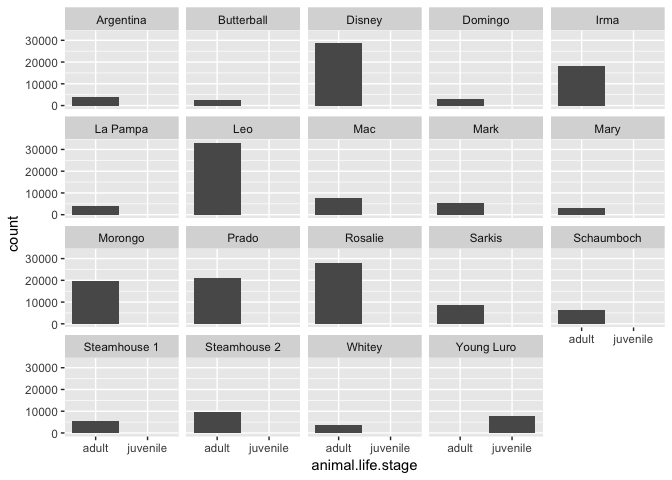 Argentina Butterball Disney Domingo Irma
30000
20000
10000
0
La Pampa Leo Mac Mark Mary
30000
20000
10000
0
count
Morongo Prado Rosalie Sarkis Schaumboch
30000
20000
10000
0
adult juvenile
Steamhouse 1 Steamhouse 2 Whitey Young Luro
30000
20000
10000
0
adult juvenile adult juvenile adult juvenile adult juvenile
animal.life.stage